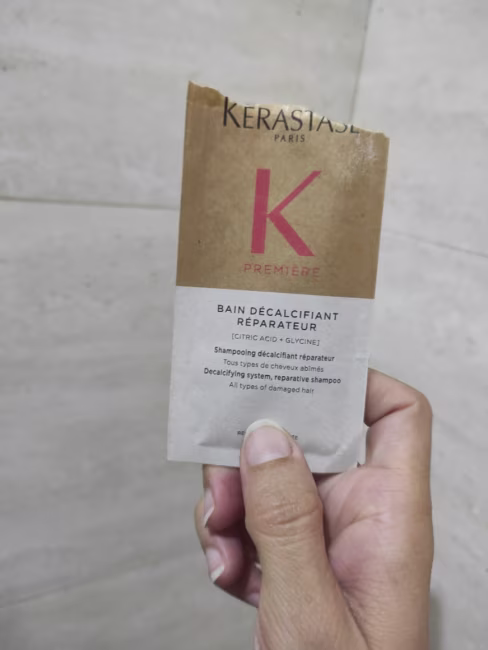 KÉRASTASE
PARIS
K
PREMIÈRE
BAIN DÉCALCIFIANT
RÉPARATEUR
[CITRIC ACID + GLYCINE]
Shampooing décalcifiant réparateur
Tous types de cheveux abîmés
Decalcifying system, reparative shampoo
All types of damaged hair